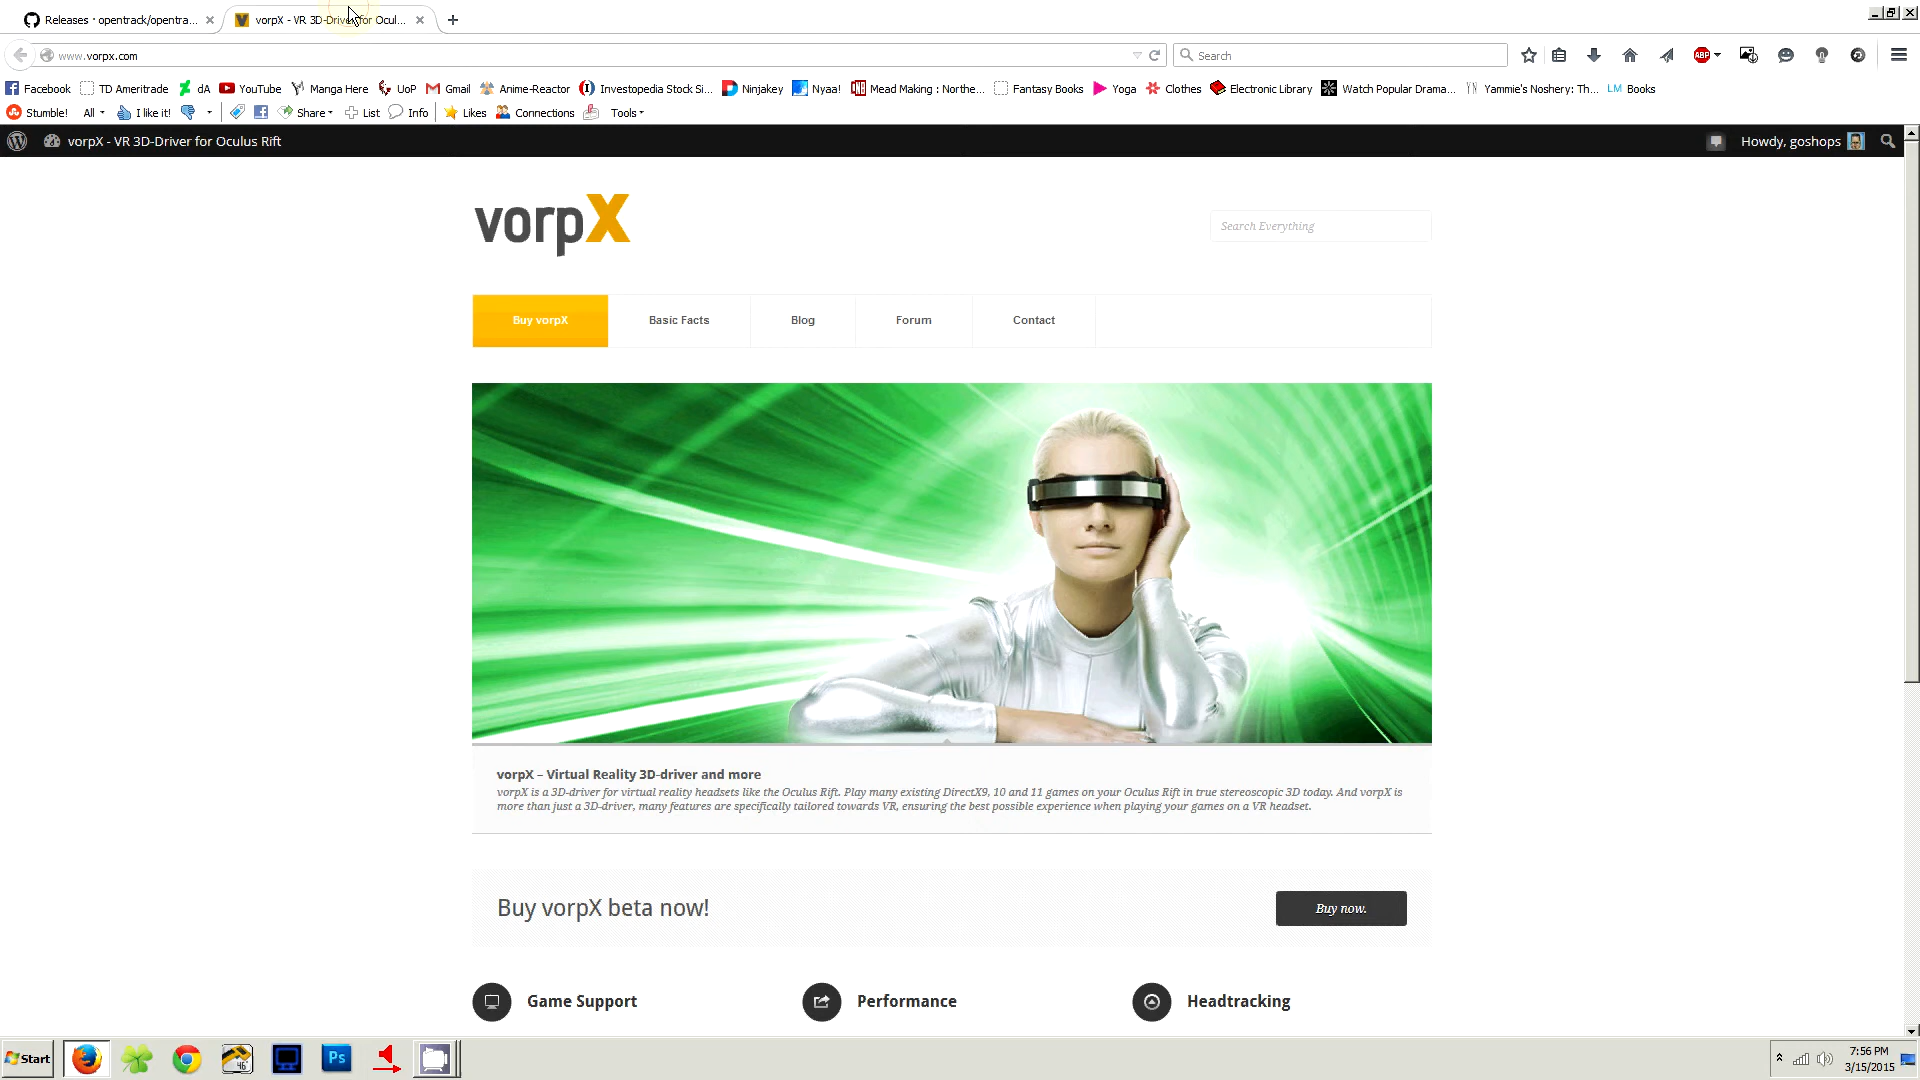 Releases · opentrack/opentra...
vorpX - VR 3D-Driver for Ocul...
www.vorpx.com
Search
ABP
Facebook
TD Ameritrade
dA
YouTube
Manga Here
UoP
Gmail
Anime-Reactor
Investopedia Stock Si...
Ninjakey
Nyaa!
Mead Making : Northe...
Fantasy Books
Yoga
Clothes
Electronic Library
Watch Popular Drama...
Yammie's Noshery: Th...
LM Books
Stumble!
All
I like it!
Share
List
Info
Likes
Connections
Tools
vorpX - VR 3D-Driver for Oculus Rift
Howdy, goshops
vorpX
Search Everything
Buy vorpX
Basic Facts
Blog
Forum
Contact
vorpX – Virtual Reality 3D-driver and more
vorpX is a 3D-driver for virtual reality headsets like the Oculus Rift. Play many existing DirectX9, 10 and 11 games on your Oculus Rift in true stereoscopic 3D today. And vorpX is
more than just a 3D-driver, many features are specifically tailored towards VR, ensuring the best possible experience when playing your games on a VR headset.
Buy vorpX beta now!
Buy now.
Game Support
Performance
Headtracking
Start
46°
Ps
7:56 PM
3/15/2015